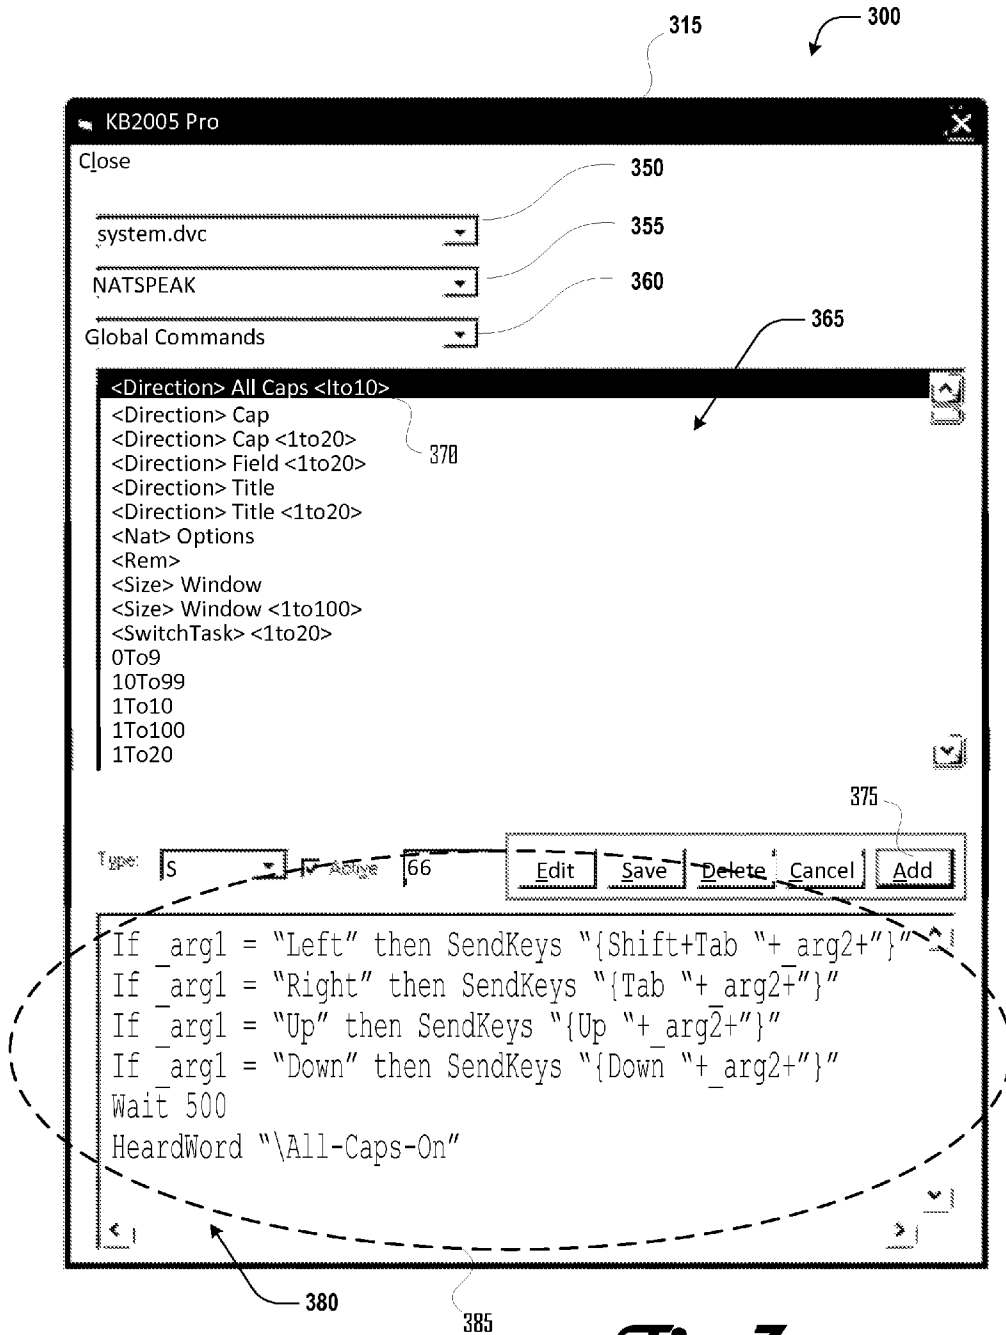 315
300
KB2005 Pro
Close
350
system.dvc
355
NATSPEAK
360
Global Commands
365
<Direction> All Caps <Ito10>
<Direction> Cap
<Direction> Cap <1to20>
370
<Direction> Field <1to20>
<Direction> Title
<Direction> Title <1to20>
<Nat> Options
<Rem>
<Size> Window
<Size> Window <1to100>
<SwitchTask> <1to20>
0To9
10To99
1To10
1To100
1To20
375
Type: S Active 66 Edit Save Delete Cancel Add
If _arg1 = “Left” then SendKeys “{Shift+Tab “+_arg2+”}”
If _arg1 = “Right” then SendKeys “{Tab “+_arg2+”}”
If _arg1 = “Up” then SendKeys “{Up “+_arg2+”}”
If _arg1 = “Down” then SendKeys “{Down “+_arg2+”}”
Wait 500
HeardWord “\All-Caps-On”
380
385